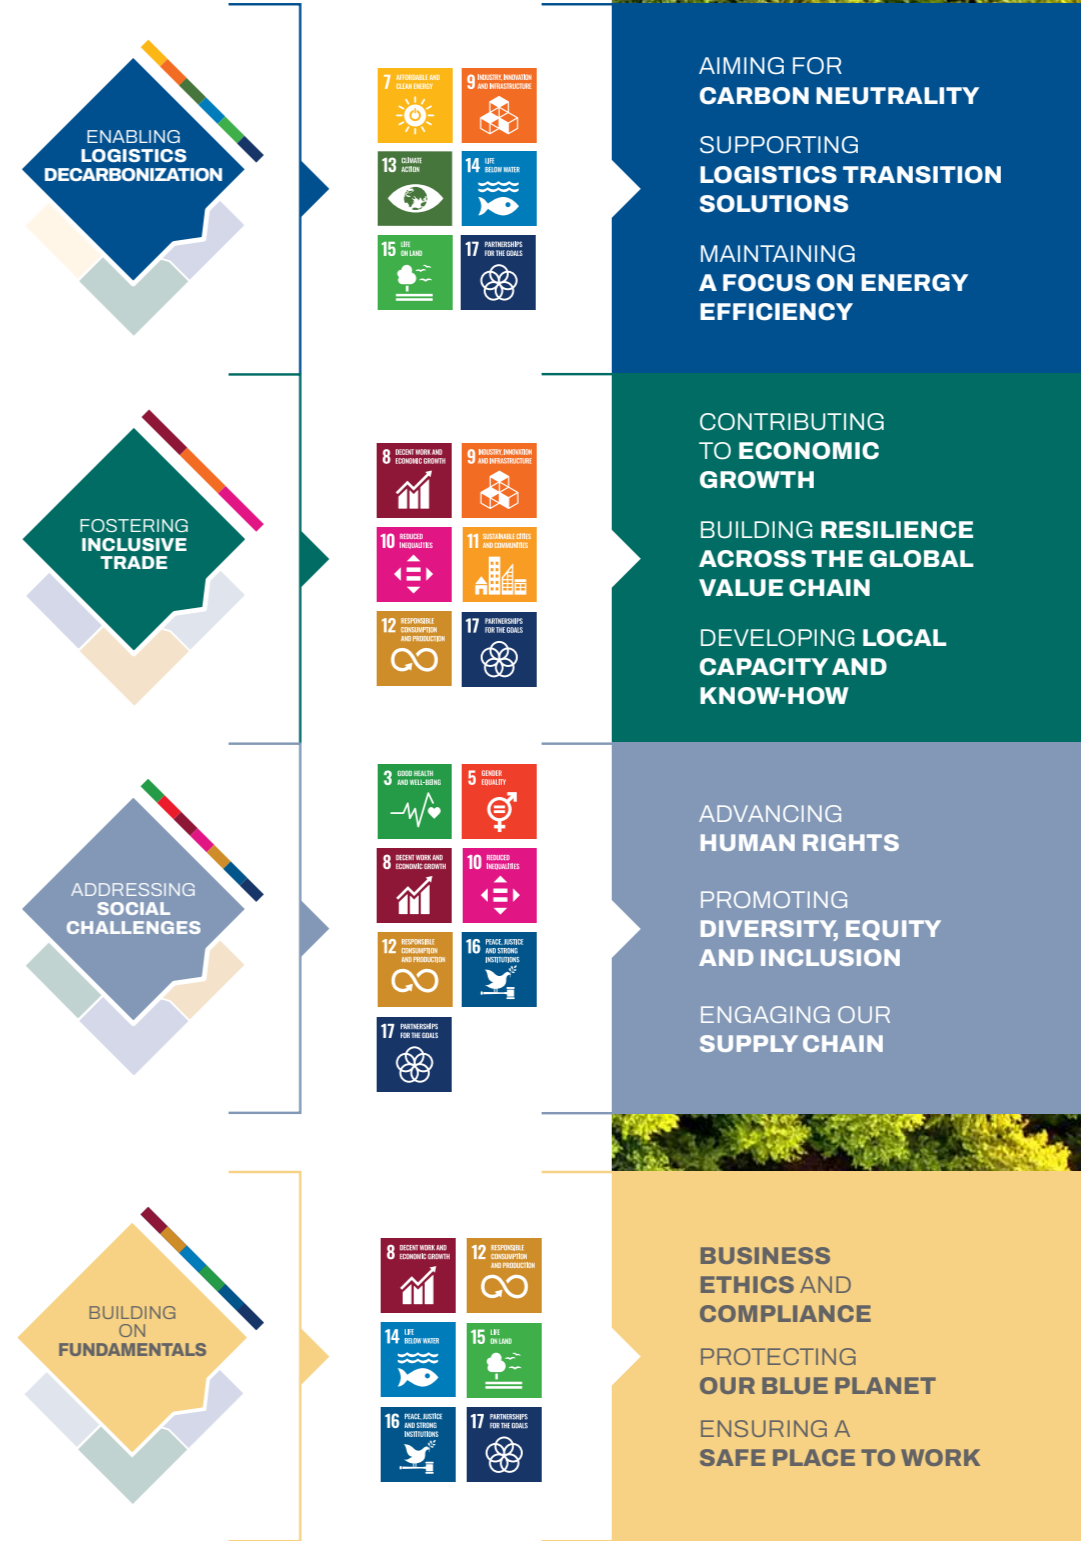 ENABLING
LOGISTICS
DECARBONIZATION
7 AFFORDABLE AND
CLEAN ENERGY
9 INDUSTRY, INNOVATION
AND INFRASTRUCTURE
13 CLIMATE
ACTION
14 LIFE
BELOW WATER
15 LIFE
ON LAND
17 PARTNERSHIPS
FOR THE GOALS
AIMING FOR
CARBON NEUTRALITY
SUPPORTING
LOGISTICS TRANSITION
SOLUTIONS
MAINTAINING
A FOCUS ON ENERGY
EFFICIENCY
FOSTERING
INCLUSIVE
TRADE
8 DECENT WORK AND
ECONOMIC GROWTH
9 INDUSTRY, INNOVATION
AND INFRASTRUCTURE
10 REDUCED
INEQUALITIES
11 SUSTAINABLE CITIES
AND COMMUNITIES
12 RESPONSIBLE
CONSUMPTION
AND PRODUCTION
17 PARTNERSHIPS
FOR THE GOALS
CONTRIBUTING
TO ECONOMIC
GROWTH
BUILDING RESILIENCE
ACROSS THE GLOBAL
VALUE CHAIN
DEVELOPING LOCAL
CAPACITY AND
KNOW-HOW
ADDRESSING
SOCIAL
CHALLENGES
3 GOOD HEALTH
AND WELL-BEING
5 GENDER
EQUALITY
8 DECENT WORK AND
ECONOMIC GROWTH
10 REDUCED
INEQUALITIES
12 RESPONSIBLE
CONSUMPTION
AND PRODUCTION
16 PEACE, JUSTICE
AND STRONG
INSTITUTIONS
17 PARTNERSHIPS
FOR THE GOALS
ADVANCING
HUMAN RIGHTS
PROMOTING
DIVERSITY, EQUITY
AND INCLUSION
ENGAGING OUR
SUPPLY CHAIN
BUILDING
ON
FUNDAMENTALS
8 DECENT WORK AND
ECONOMIC GROWTH
12 RESPONSIBLE
CONSUMPTION
AND PRODUCTION
14 LIFE
BELOW WATER
15 LIFE
ON LAND
16 PEACE, JUSTICE
AND STRONG
INSTITUTIONS
17 PARTNERSHIPS
FOR THE GOALS
BUSINESS
ETHICS AND
COMPLIANCE
PROTECTING
OUR BLUE PLANET
ENSURING A
SAFE PLACE TO WORK